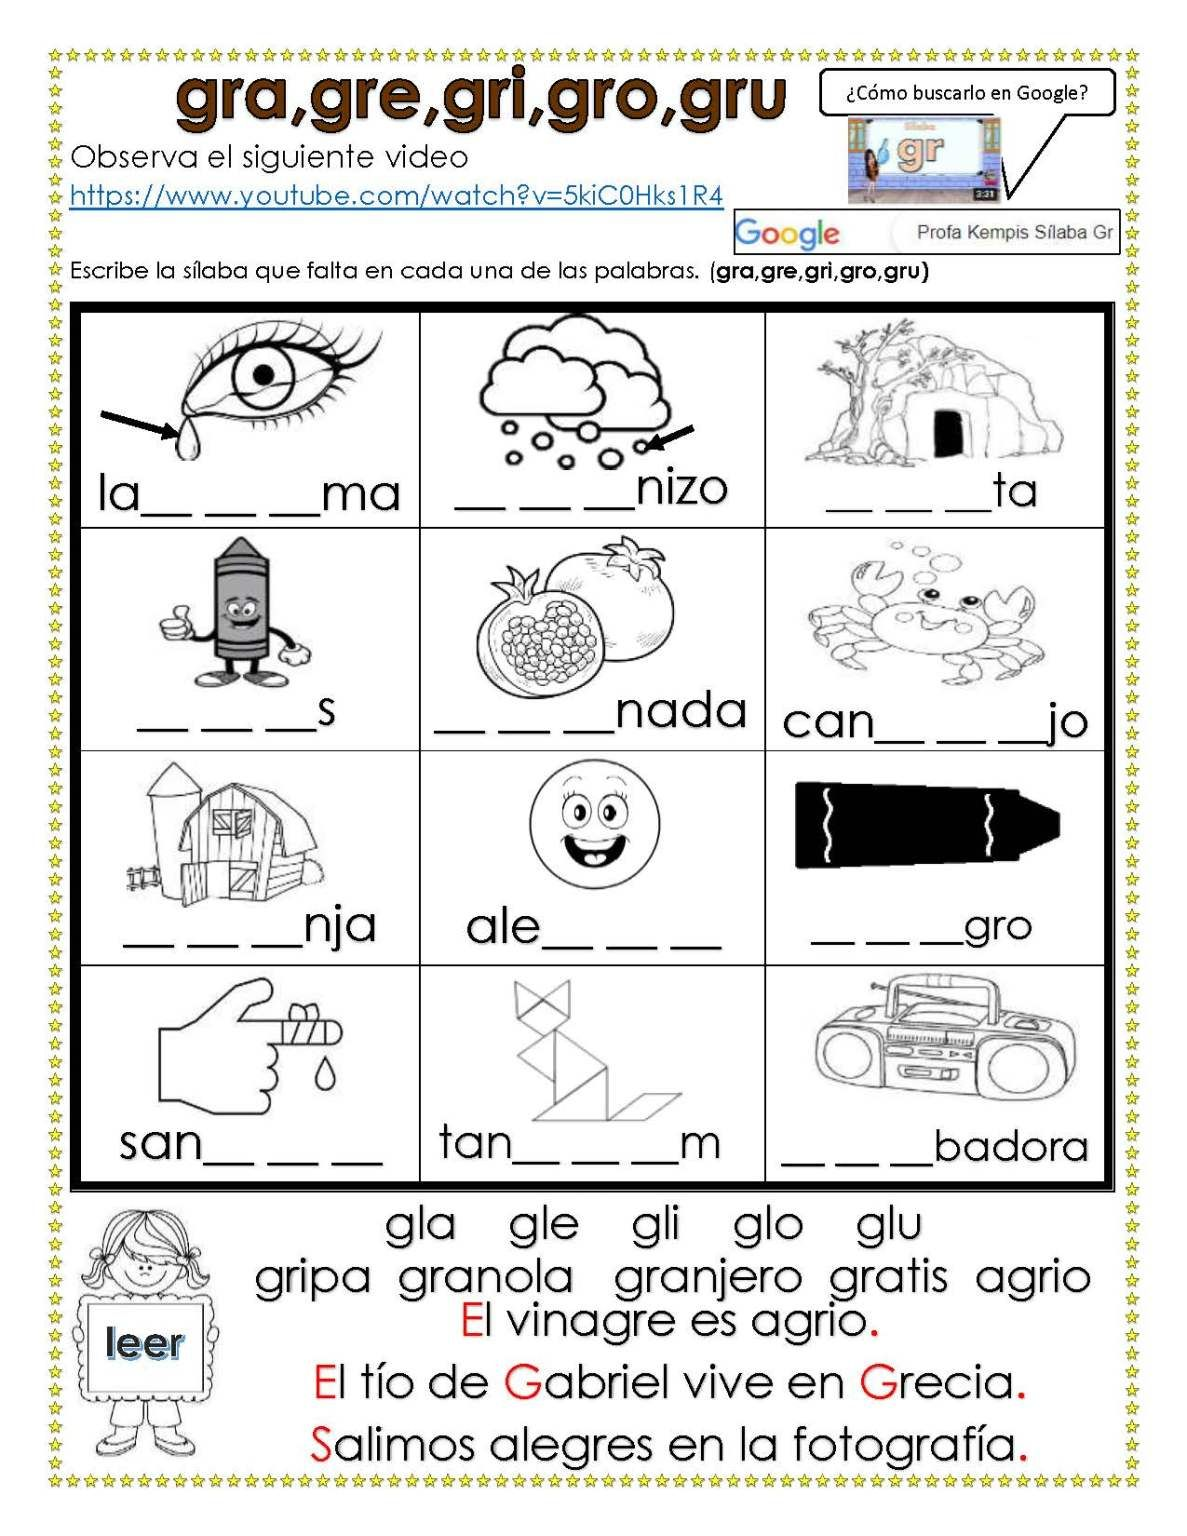 gra,gre,gri,gro,gru
¿Cómo buscarlo en Google?
Sílaba
gr
3:31
Observa el siguiente video
https://www.youtube.com/watch?v=5kiC0Hks1R4
Google Profa Kempis Sílaba Gr
Escribe la sílaba que falta en cada una de las palabras. (gra,gre,gri,gro,gru)
la__ __ __ma
__ __ __nizo
__ __ __ta
__ __ __s
__ __ __nada
can__ __ __jo
__ __ __nja
ale__ __ __
__ __ __gro
san__ __ __
tan__ __ __m
__ __ __badora
leer
gla gle gli glo glu
gripa granola granjero gratis agrio
El vinagre es agrio.
El tío de Gabriel vive en Grecia.
Salimos alegres en la fotografía.